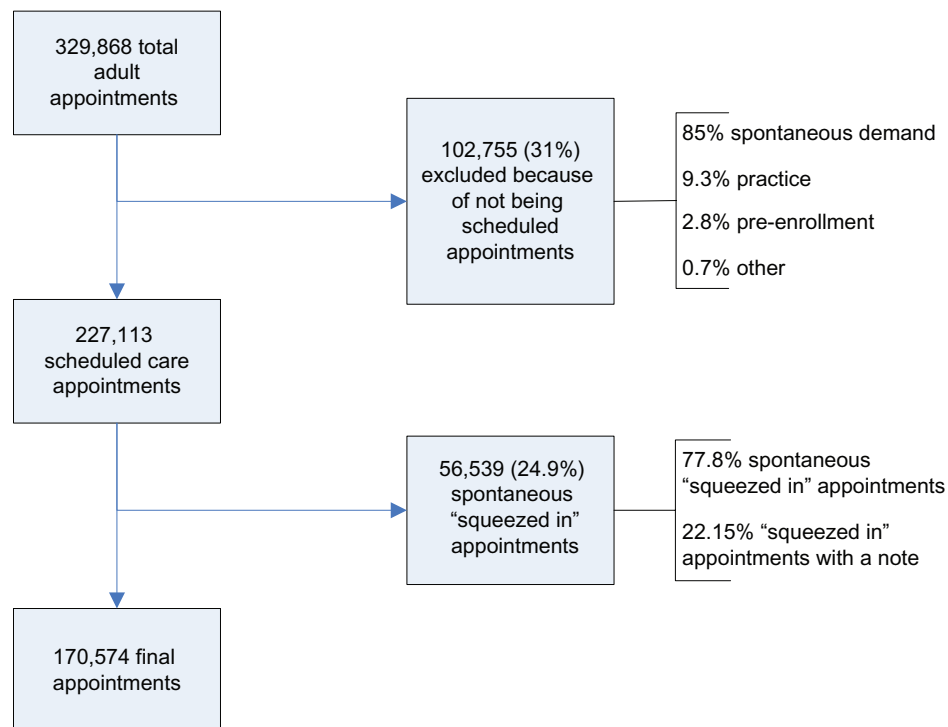 329,868 total
adult
appointments
102,755 (31%)
excluded because
of not being
scheduled
appointments
85% spontaneous demand
9.3% practice
2.8% pre-enrollment
0.7% other
227,113
scheduled care
appointments
56,539 (24.9%)
spontaneous
“squeezed in”
appointments
77.8% spontaneous
“squeezed in” appointments
22.15% “squeezed in”
appointments with a note
170,574 final
appointments